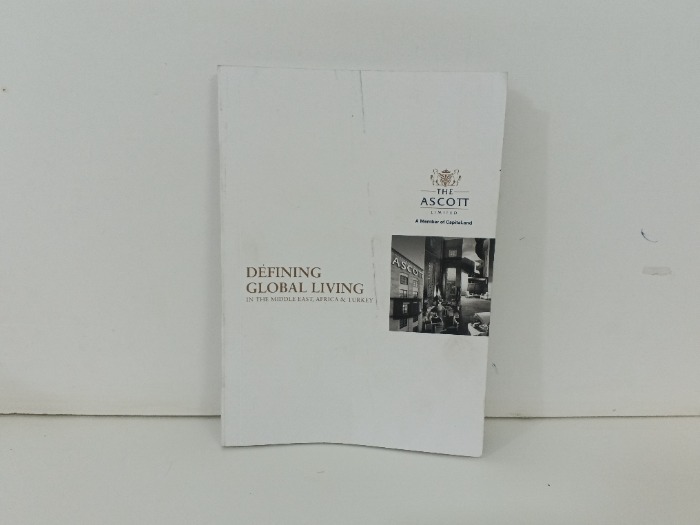 THE
ASCOTT
LIMITED
A Member of CapitaLand
ASCOTT
DEFINING
GLOBAL LIVING
IN THE MIDDLE EAST, AFRICA & TURKEY